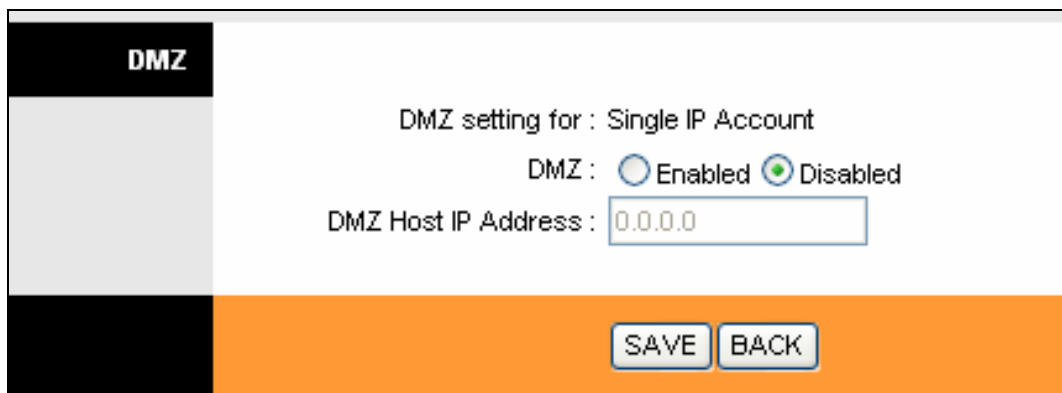 DMZ
DMZ setting for : Single IP Account
DMZ : Enabled Disabled
DMZ Host IP Address : 0.0.0.0
SAVE BACK